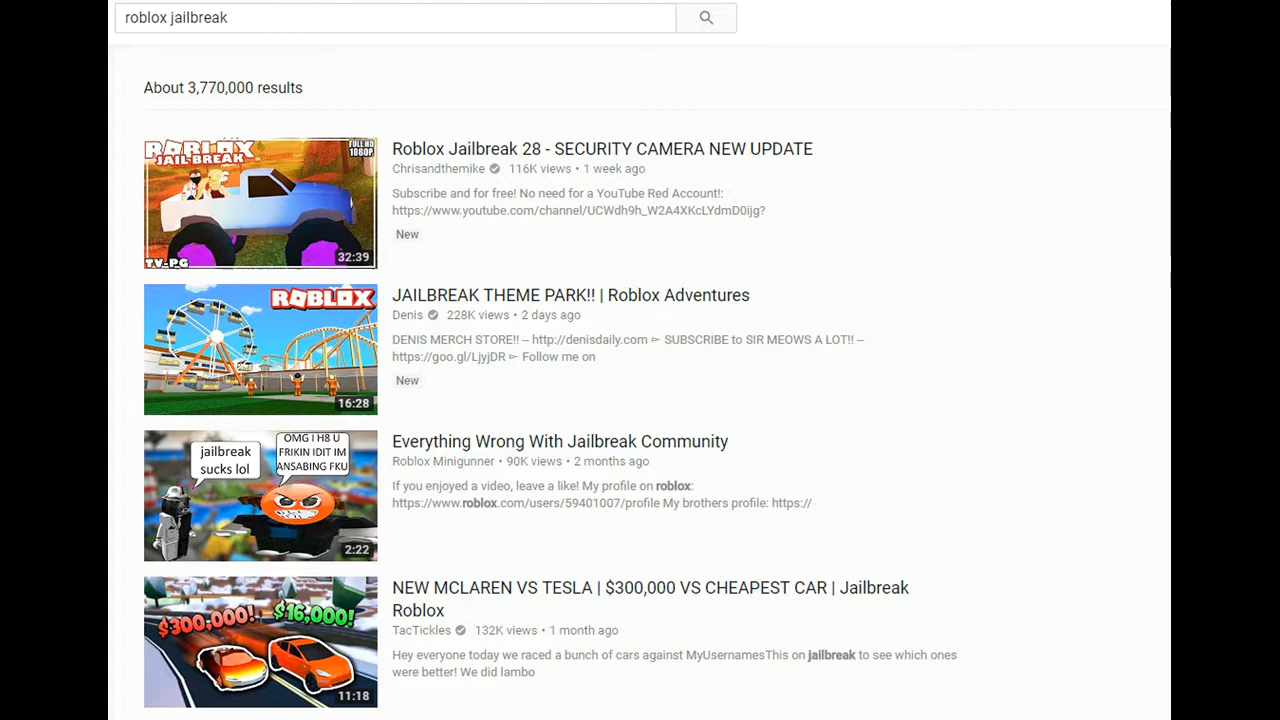 roblox jailbreak
About 3,770,000 results
ROBLOX
JAILBREAK
FULL HD
1080P
TV-PG
32:39
Roblox Jailbreak 28 - SECURITY CAMERA NEW UPDATE
Chrisandthemike 116K views • 1 week ago
Subscribe and for free! No need for a YouTube Red Account!:
https://www.youtube.com/channel/UCWdh9h_W2A4XKcLYdmD0ijg?
New
ROBLOX
16:28
JAILBREAK THEME PARK!! | Roblox Adventures
Denis 228K views • 2 days ago
DENIS MERCH STORE!! – http://denisdaily.com ➣ SUBSCRIBE to SIR MEOWS A LOT!! –
https://goo.gl/LjyjDR ➣ Follow me on
New
jailbreak
sucks lol
OMG I H8 U
FRIKIN IDIT IM
ANSABING FKU
2:22
Everything Wrong With Jailbreak Community
Roblox Minigunner • 90K views • 2 months ago
If you enjoyed a video, leave a like! My profile on roblox:
https://www.roblox.com/users/59401007/profile My brothers profile: https://
$300,000!
$16,000!
11:18
NEW MCLAREN VS TESLA | $300,000 VS CHEAPEST CAR | Jailbreak
Roblox
TacTickles 132K views • 1 month ago
Hey everyone today we raced a bunch of cars against MyUsernamesThis on jailbreak to see which ones
were better! We did lambo